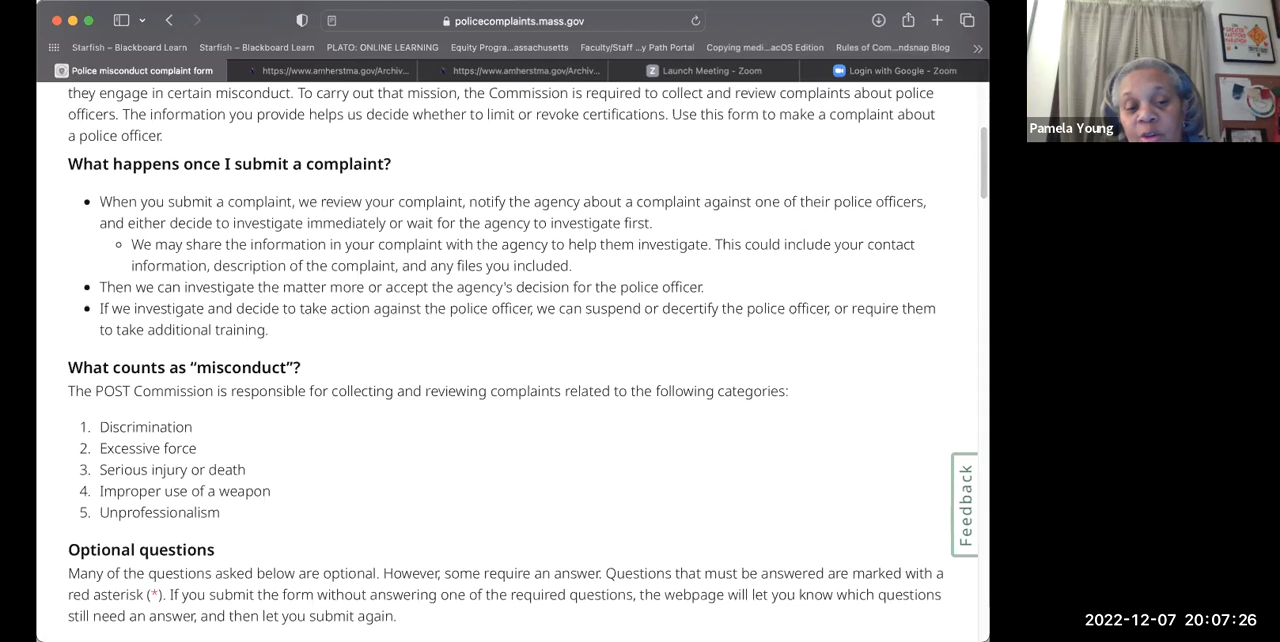 policecomplaints.mass.gov
Starfish – Blackboard Learn
Starfish – Blackboard Learn
PLATO: ONLINE LEARNING
Equity Progra...assachusetts
Faculty/Staff ...y Path Portal
Copying medi...acOS Edition
Rules of Com...ndsnap Blog
Police misconduct complaint form
https://www.amherstma.gov/Archiv...
https://www.amherstma.gov/Archiv...
Launch Meeting - Zoom
Login with Google - Zoom
they engage in certain misconduct. To carry out that mission, the Commission is required to collect and review complaints about police
officers. The information you provide helps us decide whether to limit or revoke certifications. Use this form to make a complaint about
a police officer.
What happens once I submit a complaint?
• When you submit a complaint, we review your complaint, notify the agency about a complaint against one of their police officers,
and either decide to investigate immediately or wait for the agency to investigate first.
◦ We may share the information in your complaint with the agency to help them investigate. This could include your contact
information, description of the complaint, and any files you included.
• Then we can investigate the matter more or accept the agency's decision for the police officer.
• If we investigate and decide to take action against the police officer, we can suspend or decertify the police officer, or require them
to take additional training.
What counts as “misconduct”?
The POST Commission is responsible for collecting and reviewing complaints related to the following categories:
1. Discrimination
2. Excessive force
3. Serious injury or death
4. Improper use of a weapon
5. Unprofessionalism
Optional questions
Many of the questions asked below are optional. However, some require an answer. Questions that must be answered are marked with a
red asterisk (*). If you submit the form without answering one of the required questions, the webpage will let you know which questions
still need an answer, and then let you submit again.
Feedback
Pamela Young
2022-12-07 20:07:26